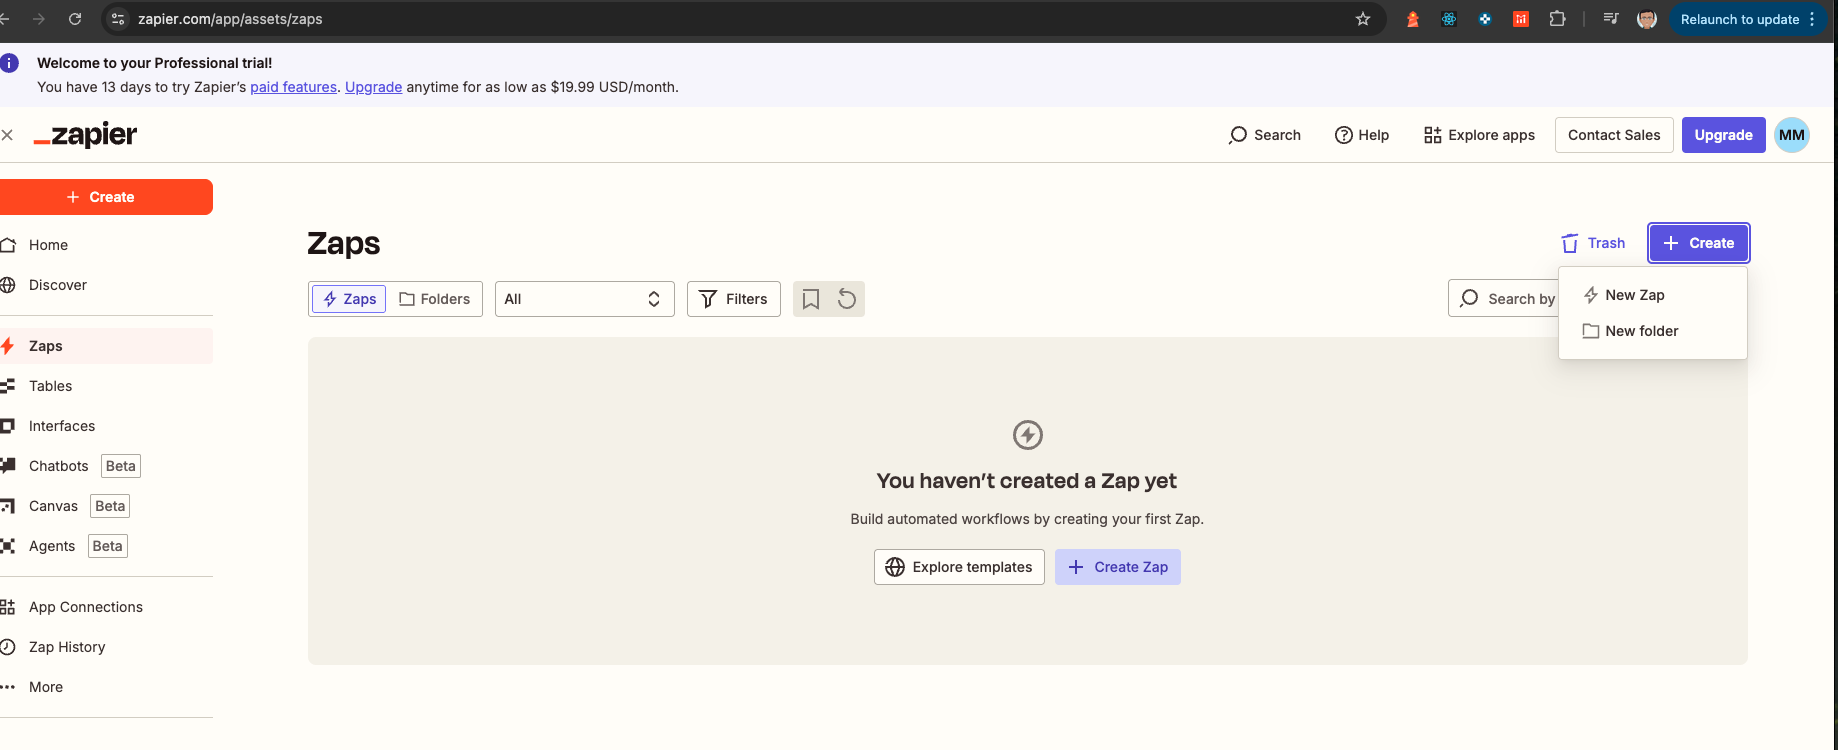 zapier.com/app/assets/zaps
Relaunch to update
Welcome to your Professional trial!
You have 13 days to try Zapier’s paid features. Upgrade anytime for as low as $19.99 USD/month.
zapier
Search
Help
Explore apps
Contact Sales
Upgrade
MM
Create
Home
Discover
Zaps
Tables
Interfaces
Chatbots Beta
Canvas Beta
Agents Beta
App Connections
Zap History
More
Zaps
Trash
Create
Zaps
Folders
All
Filters
Search by
New Zap
New folder
You haven’t created a Zap yet
Build automated workflows by creating your first Zap.
Explore templates
Create Zap